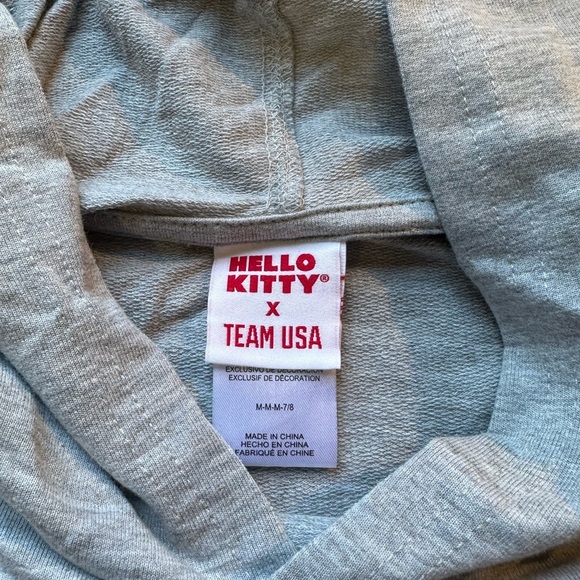 HELLO
KITTY®
X
TEAM USA
EXCLUSIVO DE DECORACIÓN
EXCLUSIF DE DÉCORATION
M-M-M-7/8
MADE IN CHINA
HECHO EN CHINA
FABRIQUÉ EN CHINE